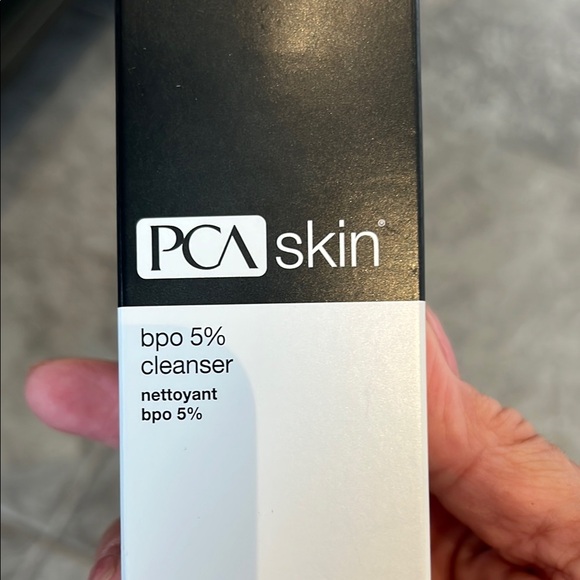 PCA skin®
bpo 5%
cleanser
nettoyant
bpo 5%